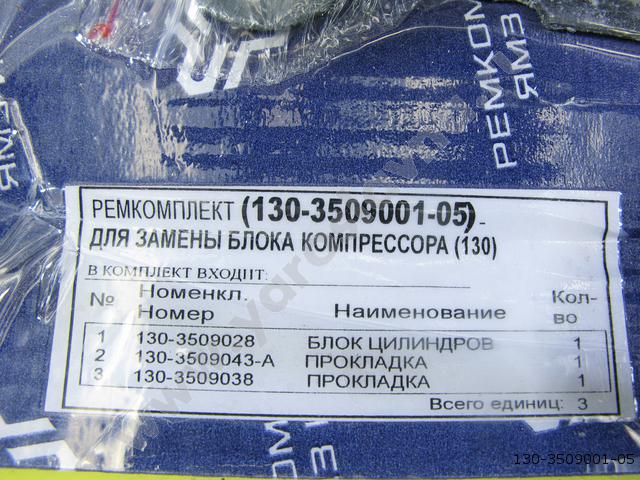 РЕМКОМ
ЯМЗ
ЯМЗ
РЕМКОМПЛЕКТ (130-3509001-05)
ДЛЯ ЗАМЕНЫ БЛОКА КОМПРЕССОРА (130)
В КОМПЛЕКТ ВХОДИТ:
№ Номенкл. Номер Наименование Кол-во
1 130-3509028 БЛОК ЦИЛИНДРОВ 1
2 130-3509043-А ПРОКЛАДКА 1
3 130-3509038 ПРОКЛАДКА 1
Всего единиц: 3
РЕМКОМ
ЯМЗ
130-3509001-05